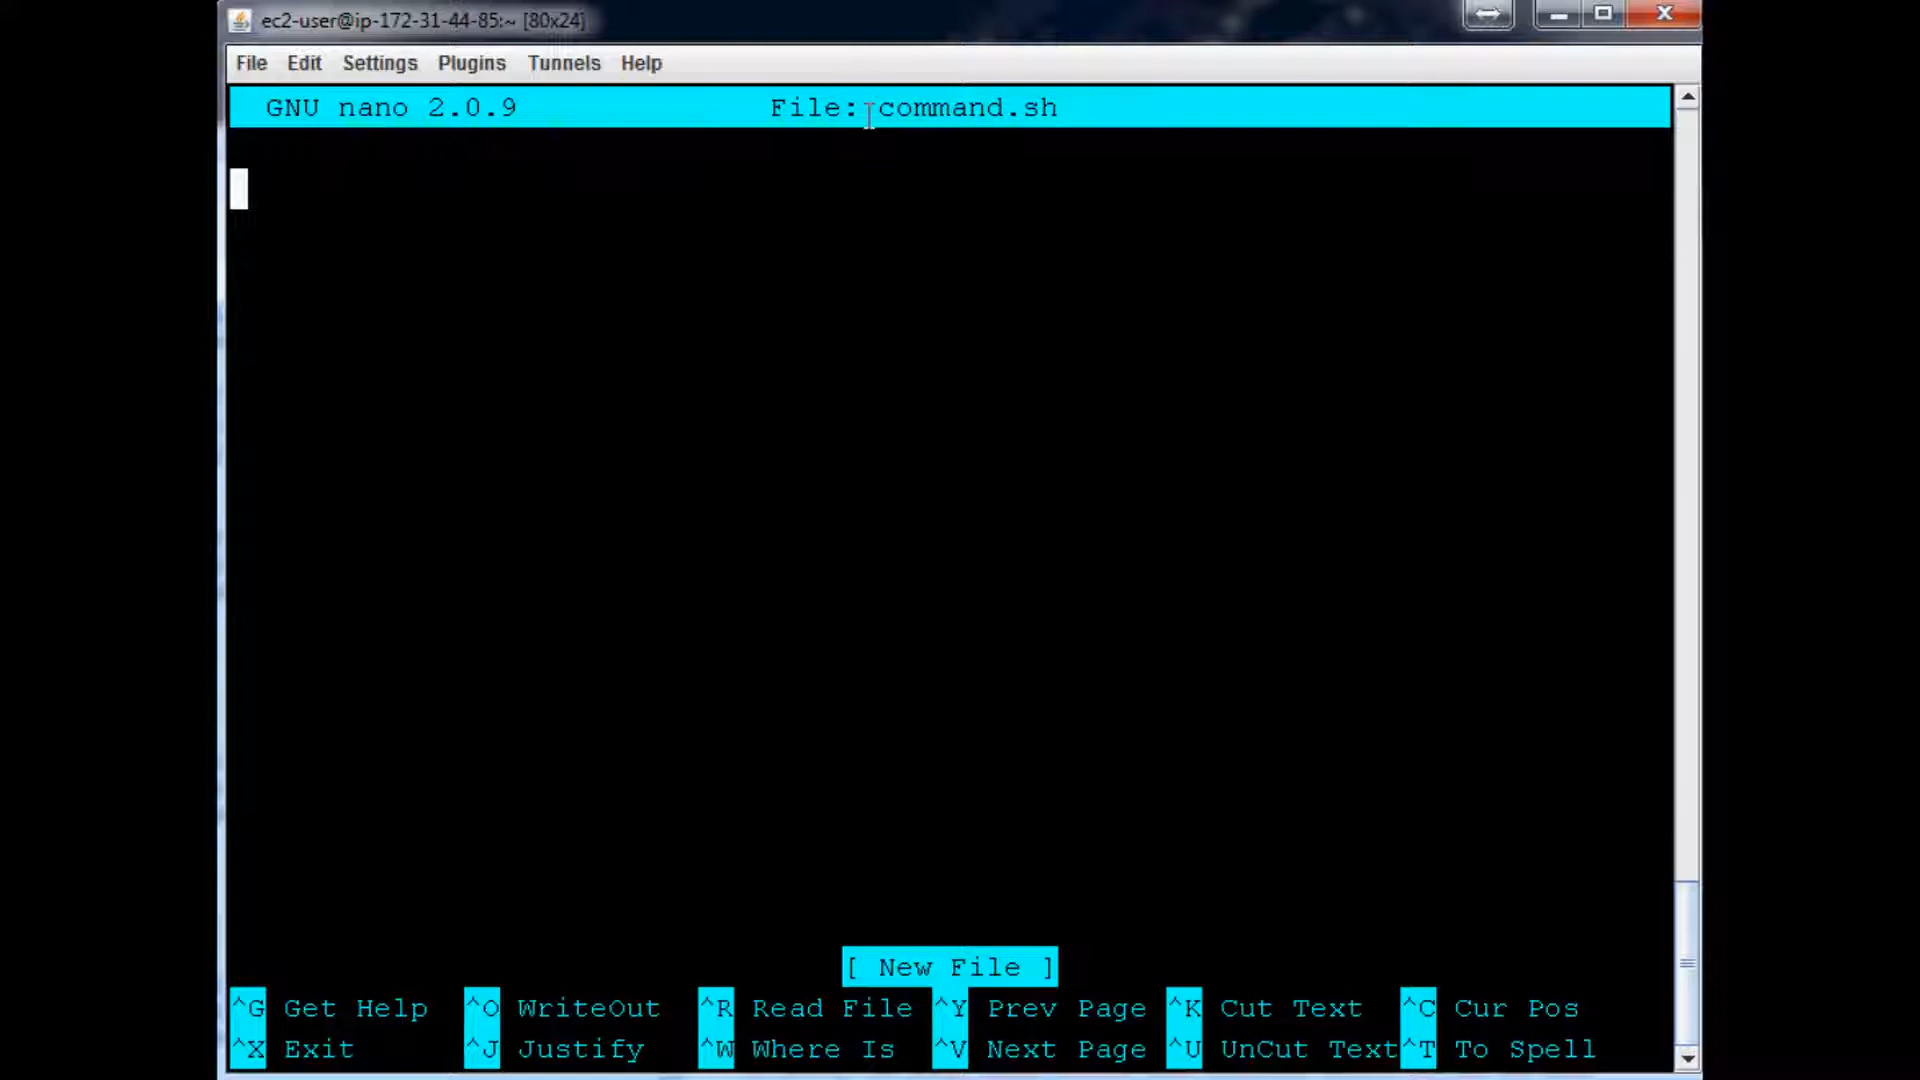 ec2-user@ip-172-31-44-85:~ [80x24]
File Edit Settings Plugins Tunnels Help
GNU nano 2.0.9 File: command.sh
[ New File ]
^G Get Help ^O WriteOut ^R Read File ^Y Prev Page ^K Cut Text ^C Cur Pos
^X Exit ^J Justify ^W Where Is ^V Next Page ^U UnCut Text ^T To Spell